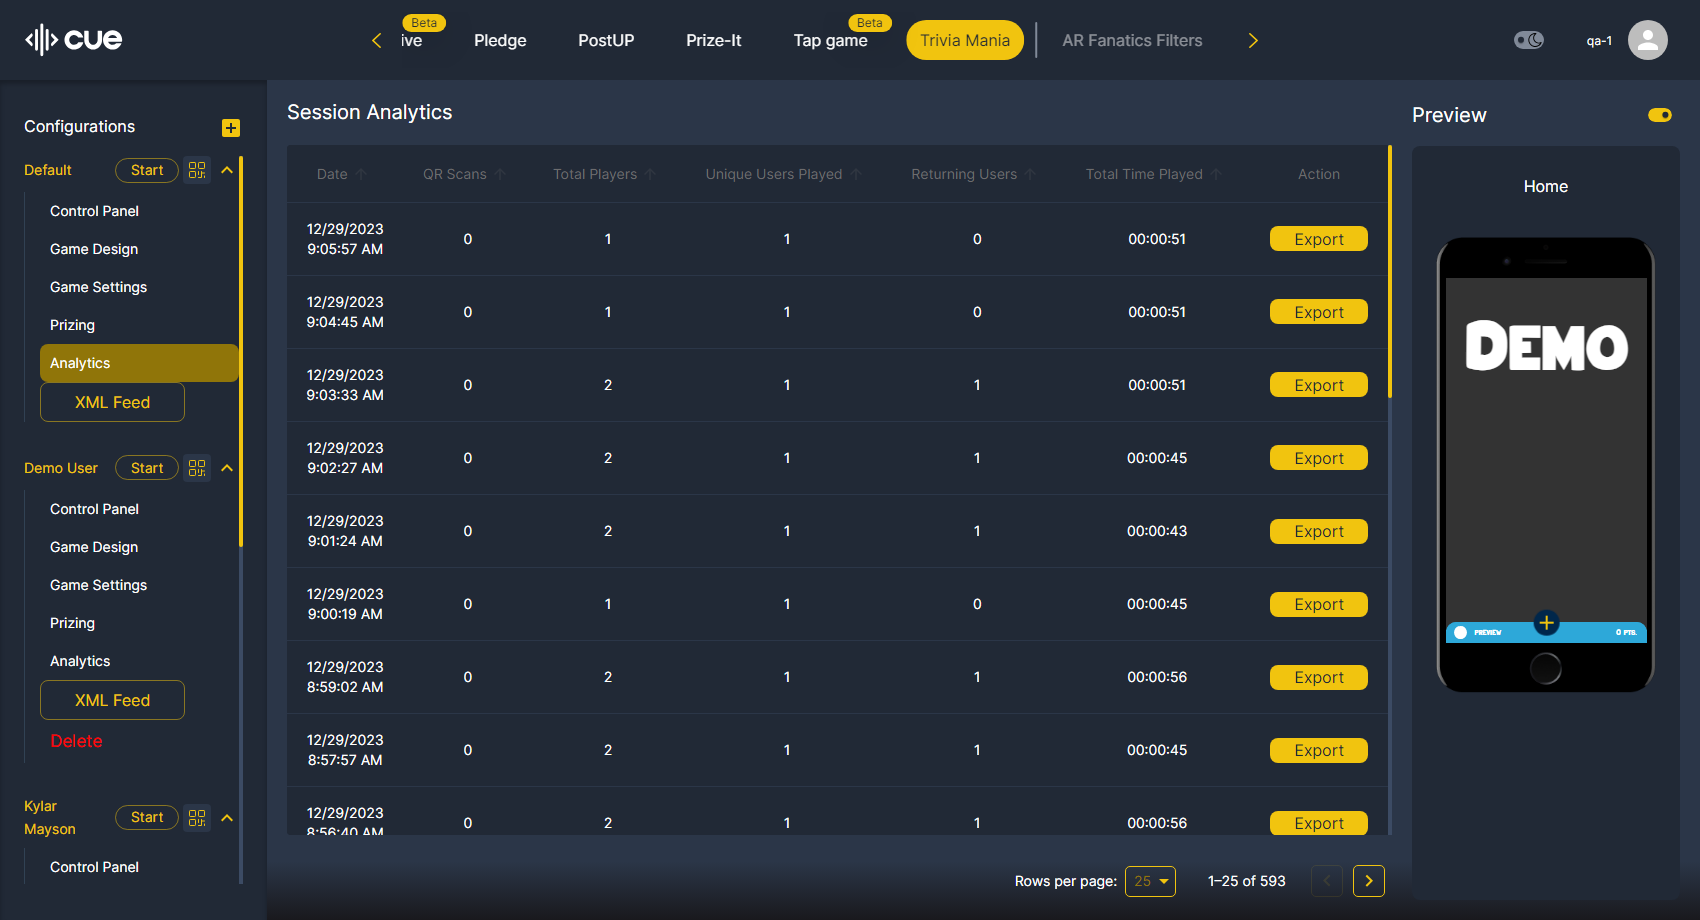 cue
Beta
ive
Pledge
PostUP
Prize-It
Tap game
Beta
Trivia Mania
AR Fanatics Filters
qa-1
Configurations
Default
Start
Control Panel
Game Design
Game Settings
Prizing
Analytics
XML Feed
Demo User
Start
Control Panel
Game Design
Game Settings
Prizing
Analytics
XML Feed
Delete
Kylar
Mayson
Start
Control Panel
Session Analytics
Date QR Scans Total Players Unique Users Played Returning Users Total Time Played Action
12/29/2023
9:05:57 AM 0 1 1 0 00:00:51 Export
12/29/2023
9:04:45 AM 0 1 1 0 00:00:51 Export
12/29/2023
9:03:33 AM 0 2 1 1 00:00:51 Export
12/29/2023
9:02:27 AM 0 2 1 1 00:00:45 Export
12/29/2023
9:01:24 AM 0 2 1 1 00:00:43 Export
12/29/2023
9:00:19 AM 0 1 1 0 00:00:45 Export
12/29/2023
8:59:02 AM 0 2 1 1 00:00:56 Export
12/29/2023
8:57:57 AM 0 2 1 1 00:00:45 Export
12/29/2023
8:56:40 AM 0 2 1 1 00:00:56 Export
Rows per page: 25 1–25 of 593
Preview
Home
DEMO
PREVIEW
0 PTS.